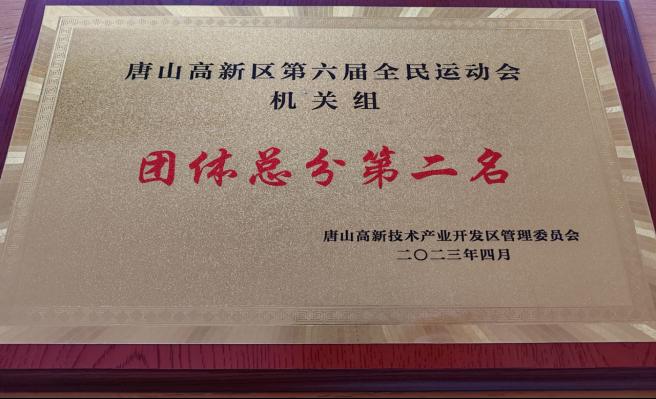 唐山高新区第六届全民运动会
机关组
团体总分第二名
唐山高新技术产业开发区管理委员会
二〇二三年四月